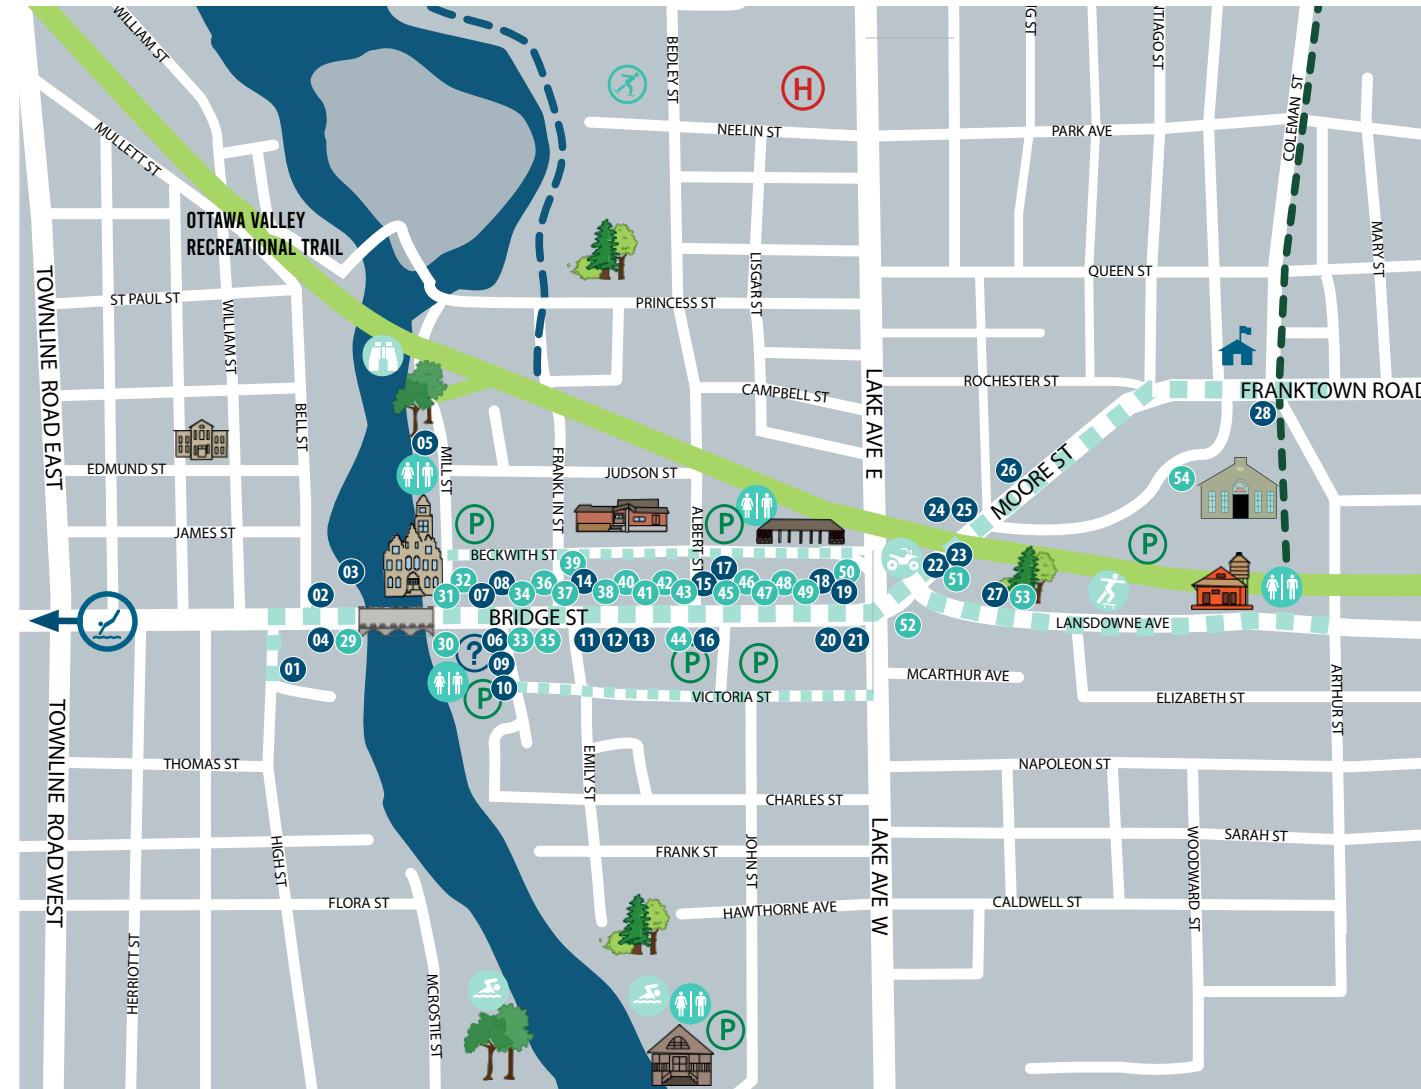 WILLIAM ST
BEDLEY ST
IG ST
NTIAGO ST
COLEMAN ST
H
NEELIN ST
PARK AVE
MULLETT ST
OTTAWA VALLEY
RECREATIONAL TRAIL
MARY ST
QUEEN ST
LISGAR ST
TOWNLINE ROAD EAST
ST PAUL ST
WILLIAM ST
PRINCESS ST
LAKE AVE E
ROCHESTER ST
FRANKTOWN ROAD
CAMPBELL ST
BELL ST
28
05
MILL ST
FRANKLIN ST
JUDSON ST
EDMUND ST
26
MOORE ST
54
24
25
P
P
P
ALBERT ST
JAMES ST
BECKWITH ST
39
03
32
08
36
14
40
42
17
46
48
18
50
23
22
51
02
31
07
34
37
38
41
43
15
45
47
49
19
27
53
BRIDGE ST
52
LANSDOWNE AVE
04
29
30
?
06
33
35
11
12
13
44
16
20
21
01
09
P
P
10
P
VICTORIA ST
MCARTHUR AVE
ELIZABETH ST
ARTHUR ST
TOWNLINE ROAD WEST
THOMAS ST
EMILY ST
NAPOLEON ST
CHARLES ST
LAKE AVE W
HIGH ST
FRANK ST
JOHN ST
WOODWARD ST
SARAH ST
FLORA ST
HAWTHORNE AVE
CALDWELL ST
HERRIOTT ST
MCROSTIE ST
P